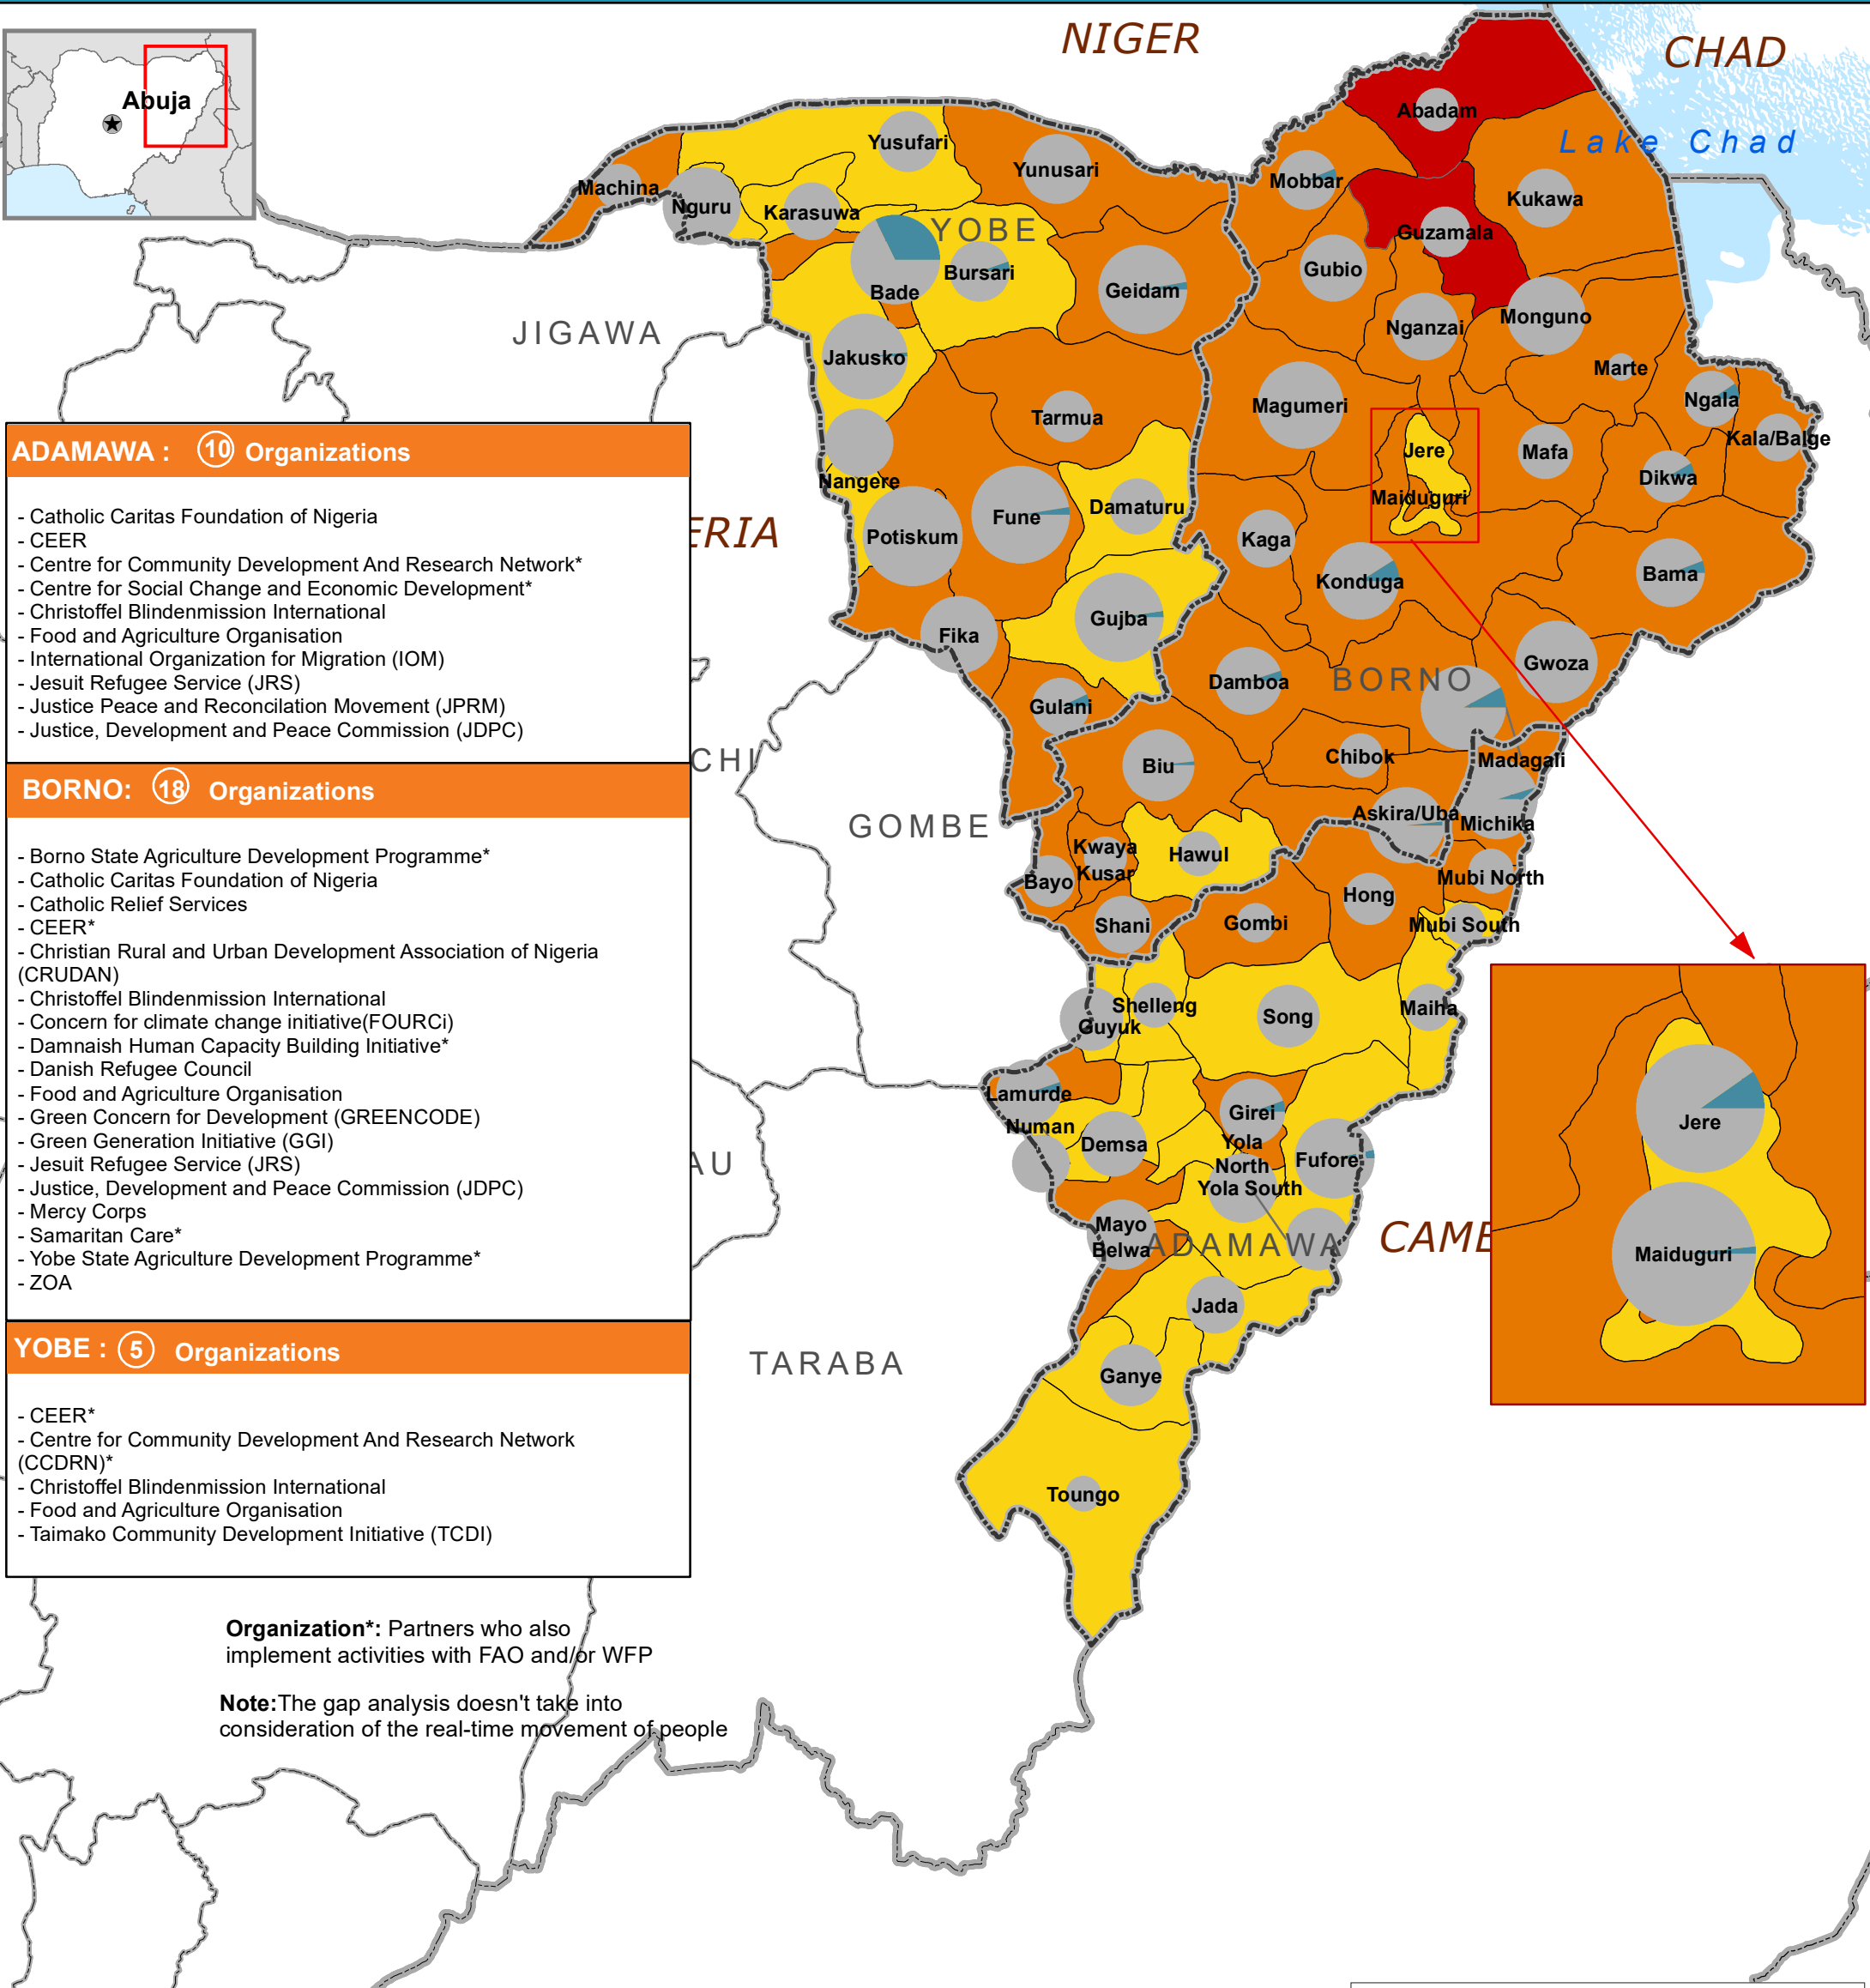 NIGER
CHAD
Abuja
Lake Chad
Abadam
Yusufari
Yunusari
Machina
Mobbar
Kukawa
Nguru
Karasuwa
YOBE
Guzamala
Bursari
Gubio
Bade
Geidam
JIGAWA
Nganzai
Monguno
Jakusko
Marte
Ngala
Magumeri
Tarmua
Kala/Balge
Jere
Mafa
Dikwa
Nangere
Maiduguri
Damaturu
Fune
Potiskum
ERIA
Kaga
Konduga
Bama
Gujba
Fika
Gwoza
Damboa
BORNO
Gulani
CHI
Chibok
Madagali
Biu
GOMBE
Askira/Uba
Michika
Kwaya
Kusar
Hawul
Bayo
Mubi North
Hong
Shani
Gombi
Mubi South
Shelleng
Guyuk
Song
Maiha
Lamurde
Girei
Numan
Demsa
Yola
North
Yola South
Fufore
AU
Mayo
Belwa
ADAMAWA
CAME
Jada
TARABA
Ganye
Toungo
Jere
Maiduguri
ADAMAWA : 10 Organizations
- Catholic Caritas Foundation of Nigeria
- CEER
- Centre for Community Development And Research Network*
- Centre for Social Change and Economic Development*
- Christoffel Blindenmission International
- Food and Agriculture Organisation
- International Organization for Migration (IOM)
- Jesuit Refugee Service (JRS)
- Justice Peace and Reconcilation Movement (JPRM)
- Justice, Development and Peace Commission (JDPC)
BORNO: 18 Organizations
- Borno State Agriculture Development Programme*
- Catholic Caritas Foundation of Nigeria
- Catholic Relief Services
- CEER*
- Christian Rural and Urban Development Association of Nigeria
(CRUDAN)
- Christoffel Blindenmission International
- Concern for climate change initiative(FOURCi)
- Damnaish Human Capacity Building Initiative*
- Danish Refugee Council
- Food and Agriculture Organisation
- Green Concern for Development (GREENCODE)
- Green Generation Initiative (GGI)
- Jesuit Refugee Service (JRS)
- Justice, Development and Peace Commission (JDPC)
- Mercy Corps
- Samaritan Care*
- Yobe State Agriculture Development Programme*
- ZOA
YOBE : 5 Organizations
- CEER*
- Centre for Community Development And Research Network
(CCDRN)*
- Christoffel Blindenmission International
- Food and Agriculture Organisation
- Taimako Community Development Initiative (TCDI)
Organization*: Partners who also
implement activities with FAO and/or WFP
Note:The gap analysis doesn't take into
consideration of the real-time movement of people